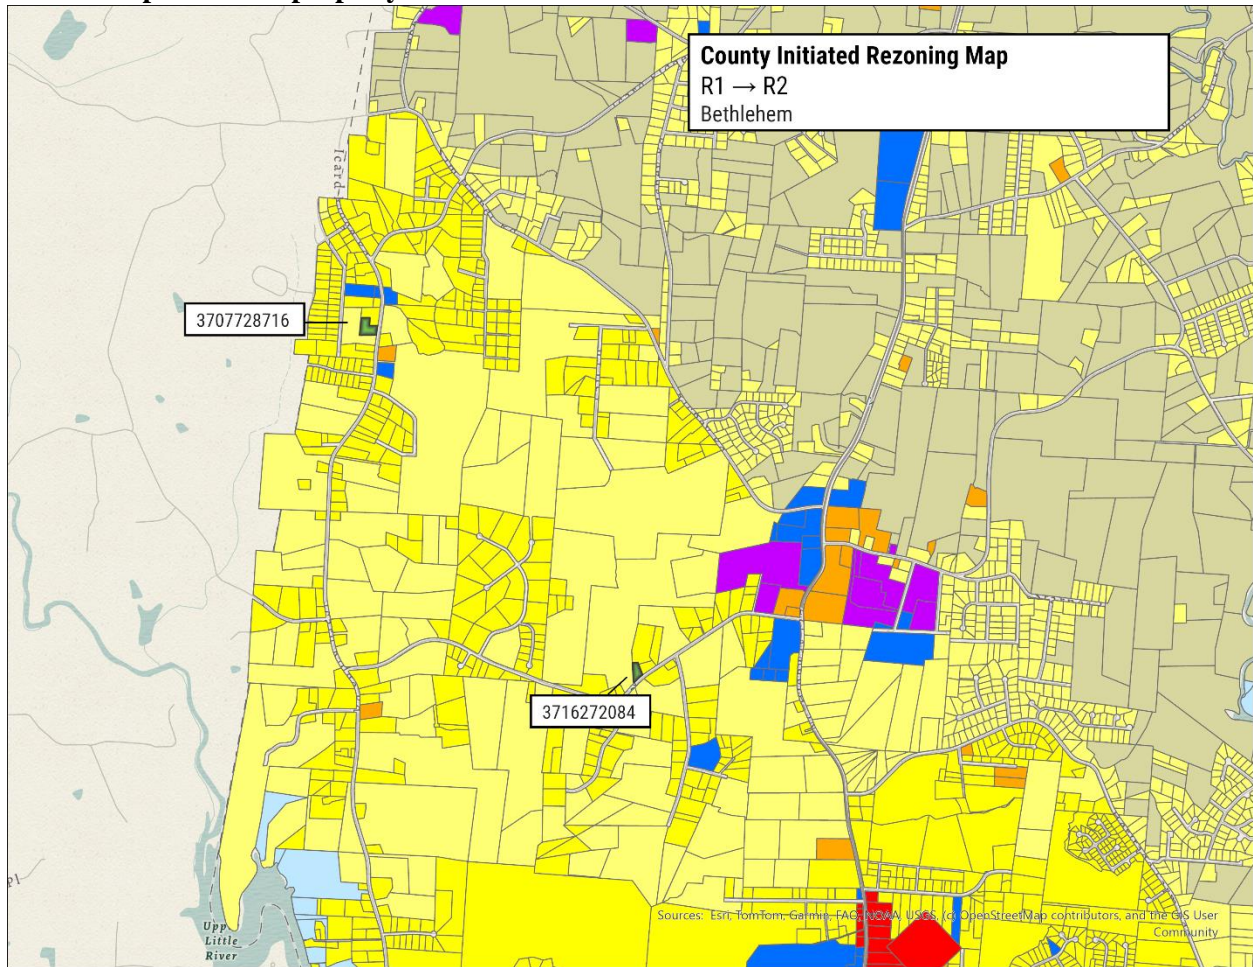 County Initiated Rezoning Map
R1 → R2
Bethlehem
Icard
3707728716
3716272084
Upp
Little
River
Sources: Esri, TomTom, Garmin, FAO, NOAA, USGS, (c) OpenStreetMap contributors, and the GIS User
Community